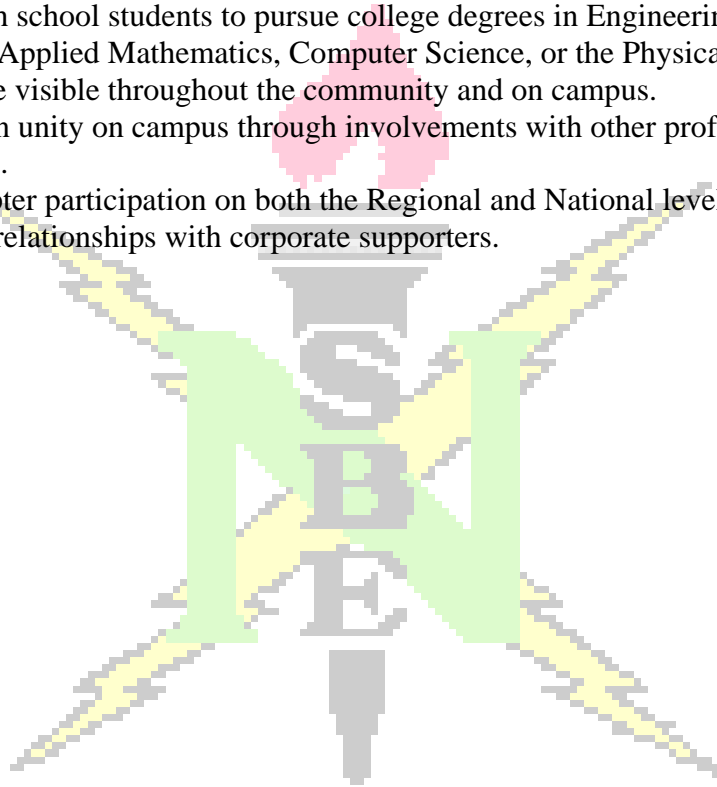 school students to pursue college degrees in Engineerin
Applied Mathematics, Computer Science, or the Physica
visible throughout the community and on campus.
unity on campus through involvements with other prof
.
participation on both the Regional and National level
relationships with corporate supporters.
N
S
B
E